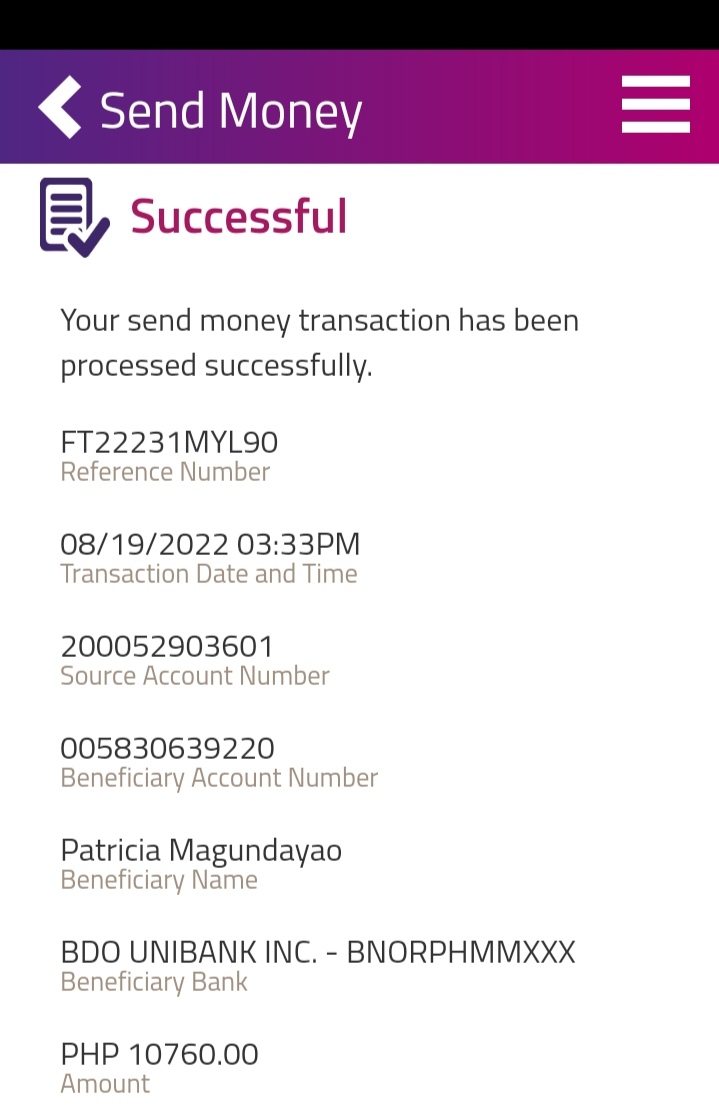 Send Money
Successful
Your send money transaction has been
processed successfully.
FT22231MYL90
Reference Number
08/19/2022 03:33PM
Transaction Date and Time
200052903601
Source Account Number
005830639220
Beneficiary Account Number
Patricia Magundayao
Beneficiary Name
BDO UNIBANK INC. - BNORPHMMXXX
Beneficiary Bank
PHP 10760.00
Amount